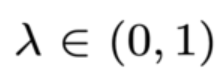 λ ∈ (0, 1)